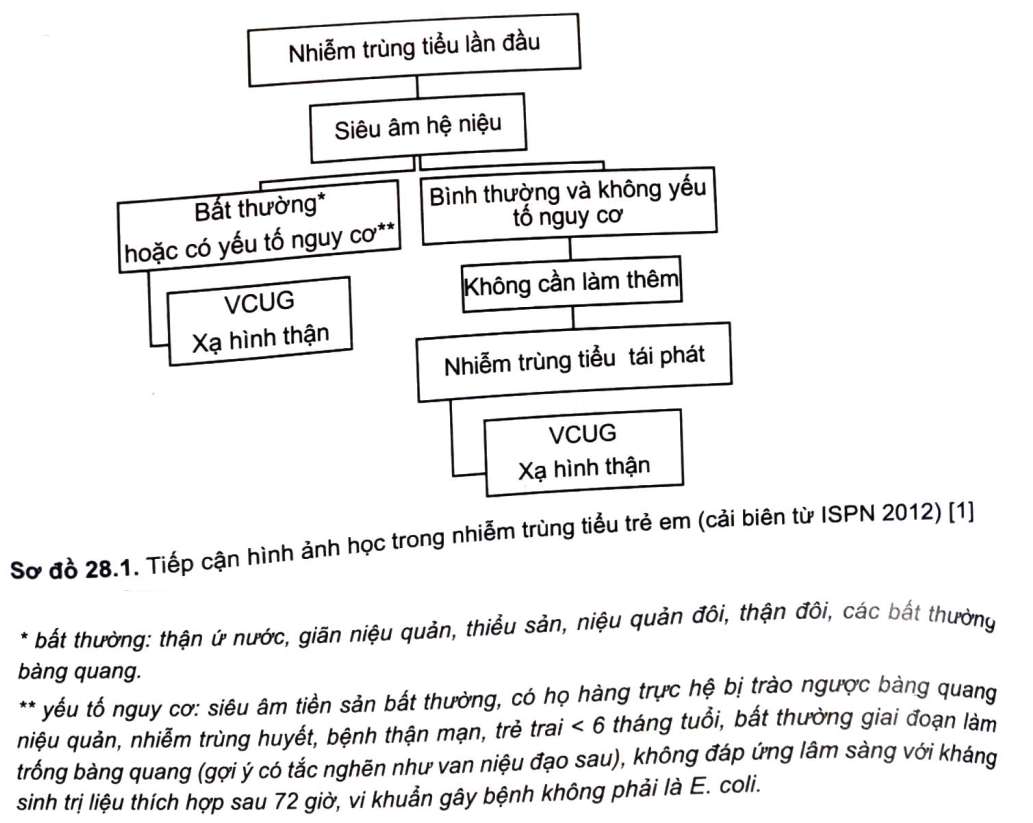 Nhiễm trùng tiểu lần đầu
Siêu âm hệ niệu
Bất thường*
hoặc có yếu tố nguy cơ**
VCUG
Xạ hình thận
Bình thường và không yếu
tố nguy cơ
Không cần làm thêm
Nhiễm trùng tiểu tái phát
VCUG
Xạ hình thận
Sơ đồ 28.1. Tiếp cận hình ảnh học trong nhiễm trùng tiểu trẻ em (cải biên từ ISPN 2012) [1]
* bất thường: thận ứ nước, giãn niệu quản, thiểu sản, niệu quản đôi, thận đôi, các bất thường
bàng quang.
** yếu tố nguy cơ: siêu âm tiền sản bất thường, có họ hàng trực hệ bị trào ngược bàng quang
niệu quản, nhiễm trùng huyết, bệnh thận mạn, trẻ trai < 6 tháng tuổi, bất thường giai đoạn làm
trống bàng quang (gợi ý có tắc nghẽn như van niệu đạo sau), không đáp ứng lâm sàng với kháng
sinh trị liệu thích hợp sau 72 giờ, vi khuẩn gây bệnh không phải là E. coli.